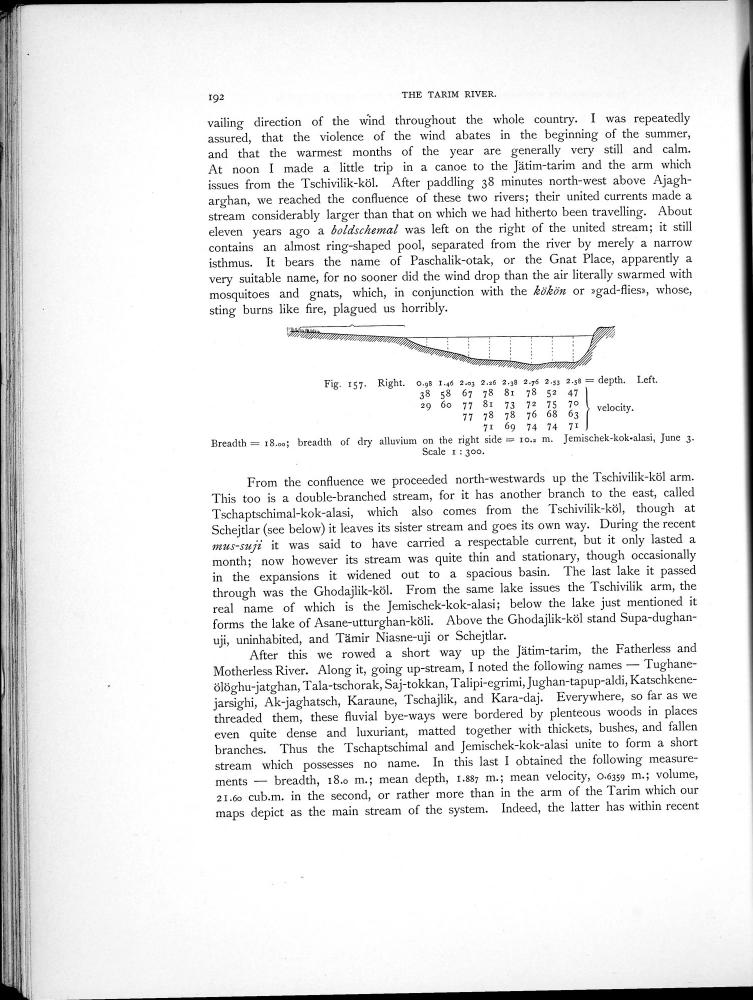 192 THE TARIM RIVER.
vailing direction of the wind throughout the whole country. I was repeatedly
assured, that the violence of the wind abates in the beginning of the summer,
and that the warmest months of the year are generally very still and calm.
At noon I made a little trip in a canoe to the Jätim-tarim and the arm which
issues from the Tschivilik-köl. After paddling 38 minutes north-west above Ajagh-
arghan, we reached the confluence of these two rivers; their united currents made a
stream considerably larger than that on which we had hitherto been travelling. About
eleven years ago a boldschemal was left on the right of the united stream; it still
contains an almost ring-shaped pool, separated from the river by merely a narrow
isthmus. It bears the name of Paschalik-otak, or the Gnat Place, apparently a
very suitable name, for no sooner did the wind drop than the air literally swarmed with
mosquitoes and gnats, which, in conjunction with the kökön or »gad-flies», whose,
sting burns like fire, plagued us horribly.
Fig. 157. Right. 0.98 1.46 2.03 2.26 2.38 2.76 2.53 2.58 = depth. Left.
38 58 67 78 81 78 52 47
29 60 77 81 73 72 75 70 velocity.
77 78 78 76 68 63
71 69 74 74 71
Breadth = 18.00; breadth of dry alluvium on the right side = 10.2 m. Jemischek-kok-alasi, June 3.
Scale 1 : 300.
From the confluence we proceeded north-westwards up the Tschivilik-köl arm.
This too is a double-branched stream, for it has another branch to the east, called
Tschaptschimal-kok-alasi, which also comes from the Tschivilik-köl, though at
Schejtlar (see below) it leaves its sister stream and goes its own way. During the recent
mus-suji it was said to have carried a respectable current, but it only lasted a
month; now however its stream was quite thin and stationary, though occasionally
in the expansions it widened out to a spacious basin. The last lake it passed
through was the Ghodajlik-köl. From the same lake issues the Tschivilik arm, the
real name of which is the Jemischek-kok-alasi; below the lake just mentioned it
forms the lake of Asane-utturghan-köli. Above the Ghodajlik-köl stand Supa-dughan-
uji, uninhabited, and Tämir Niasne-uji or Schejtlar.
After this we rowed a short way up the Jätim-tarim, the Fatherless and
Motherless River. Along it, going up-stream, I noted the following names — Tughane-
ölöghu-jatghan, Tala-tschorak, Saj-tokkan, Talipi-egrimi, Jughan-tapup-aldi, Katschkene-
jarsighi, Ak-jaghatsch, Karaune, Tschajlik, and Kara-daj. Everywhere, so far as we
threaded them, these fluvial bye-ways were bordered by plenteous woods in places
even quite dense and luxuriant, matted together with thickets, bushes, and fallen
branches. Thus the Tschaptschimal and Jemischek-kok-alasi unite to form a short
stream which possesses no name. In this last I obtained the following measure-
ments — breadth, 18.0 m.; mean depth, 1.887 m.; mean velocity, 0.6359 m.; volume,
21.60 cub.m. in the second, or rather more than in the arm of the Tarim which our
maps depict as the main stream of the system. Indeed, the latter has within recent